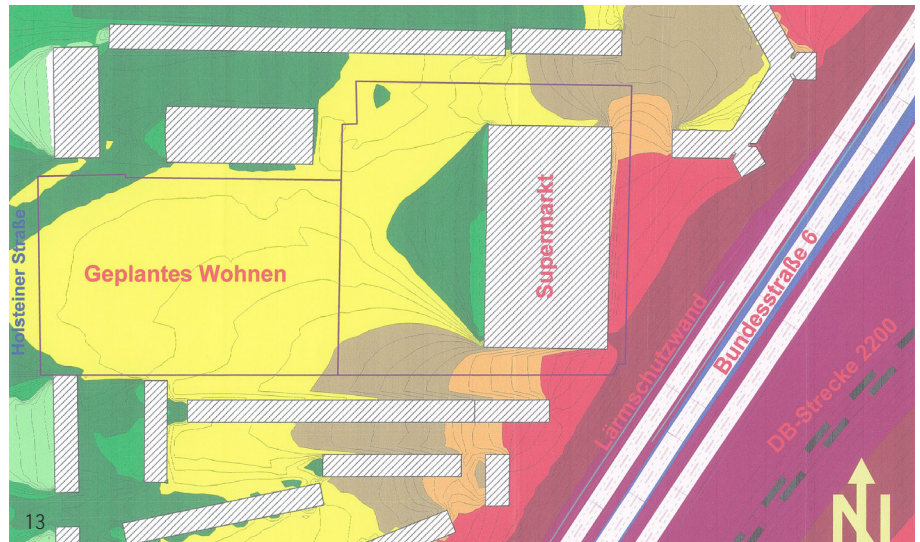 Holsteiner Straße
Geplantes Wohnen
Supermarkt
Lärmschutzwand
Bundesstraße 6
DB-Strecke 2200
13
N